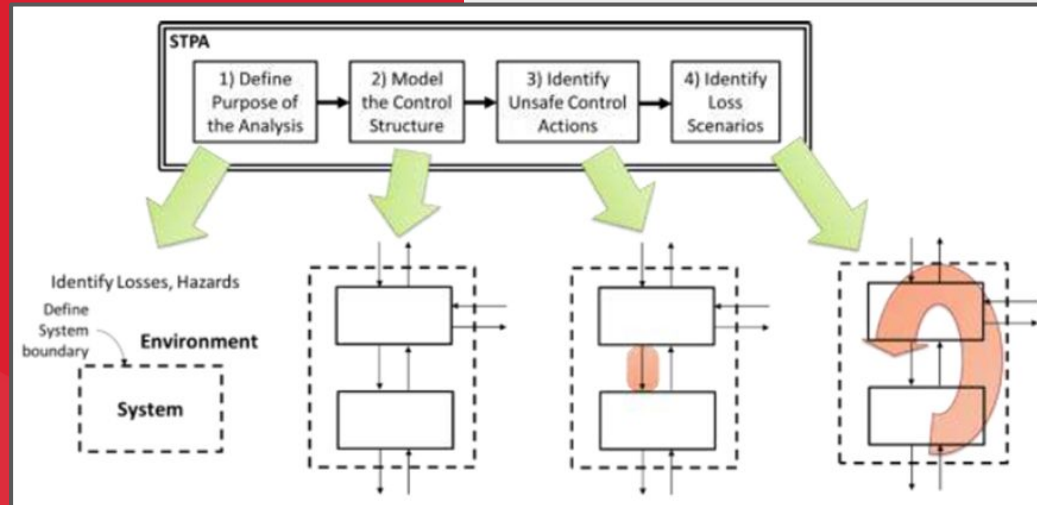 STPA
1) Define
Purpose of
the Analysis
2) Model
the Control
Structure
3) Identify
Unsafe Control
Actions
4) Identify
Loss
Scenarios
Identify Losses, Hazards
Define
System
boundary
Environment
System